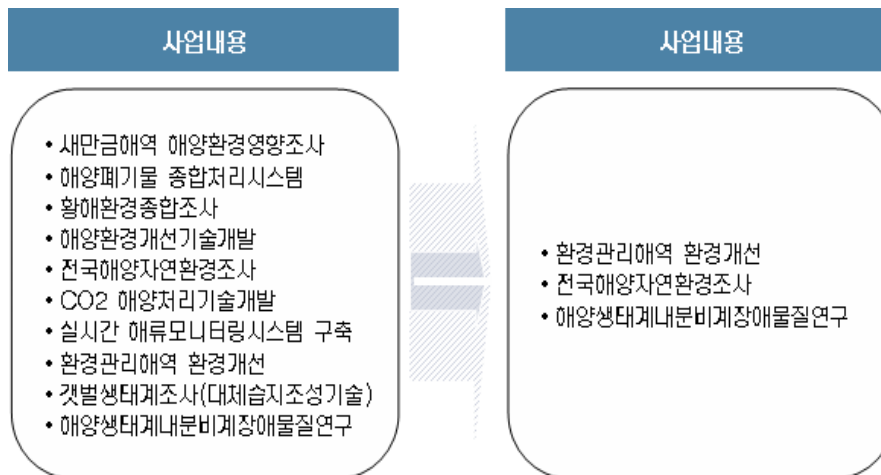 사업내용
• 새만금해역 해양환경영향조사
• 해양폐기물 종합처리시스템
• 황해환경종합조사
• 해양환경개선기술개발
• 전국해양자연환경조사
• CO2 해양처리기술개발
• 실시간 해류모니터링시스템 구축
• 환경관리해역 환경개선
• 갯벌생태계조사(대체습지조성기술)
• 해양생태계내분비계장애물질연구
사업내용
• 환경관리해역 환경개선
• 전국해양자연환경조사
• 해양생태계내분비계장애물질연구